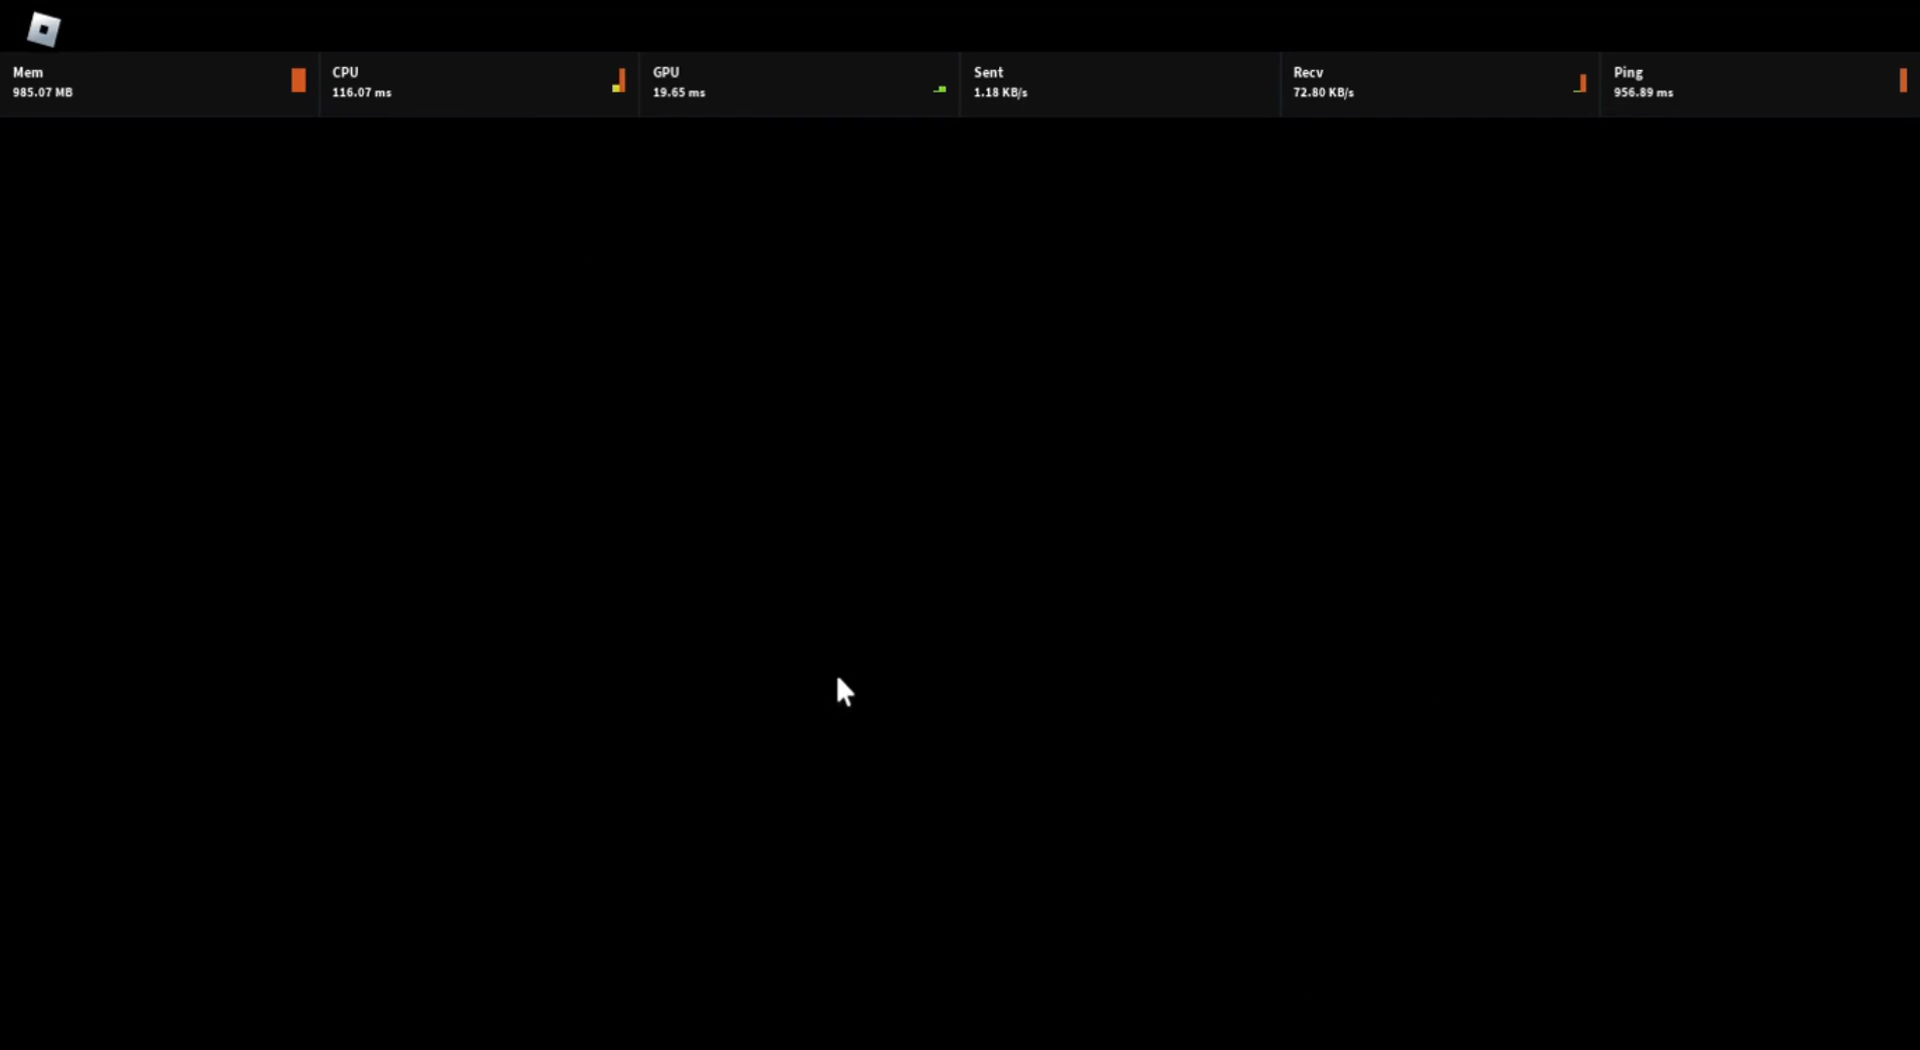 Mem
985.07 MB
CPU
116.07 ms
GPU
19.65 ms
Sent
1.18 KB/s
Recv
72.80 KB/s
Ping
956.89 ms